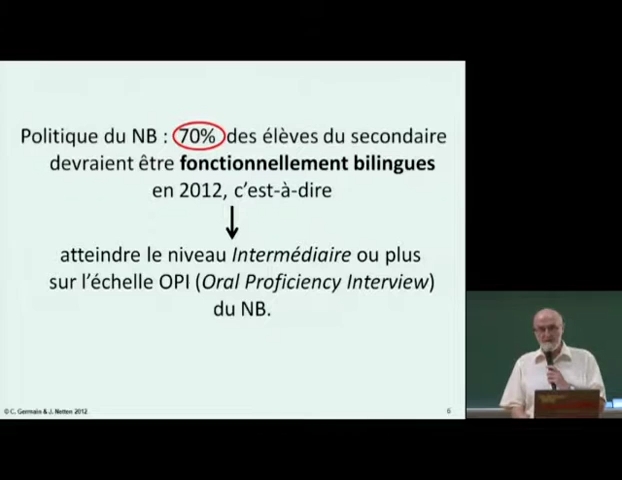 Politique du NB : 70% des élèves du secondaire
devraient être fonctionnellement bilingues
en 2012, c'est-à-dire
atteindre le niveau Intermédiaire ou plus
sur l'échelle OPI (Oral Proficiency Interview)
du NB.
© C. Germain & J. Netten 2012
6